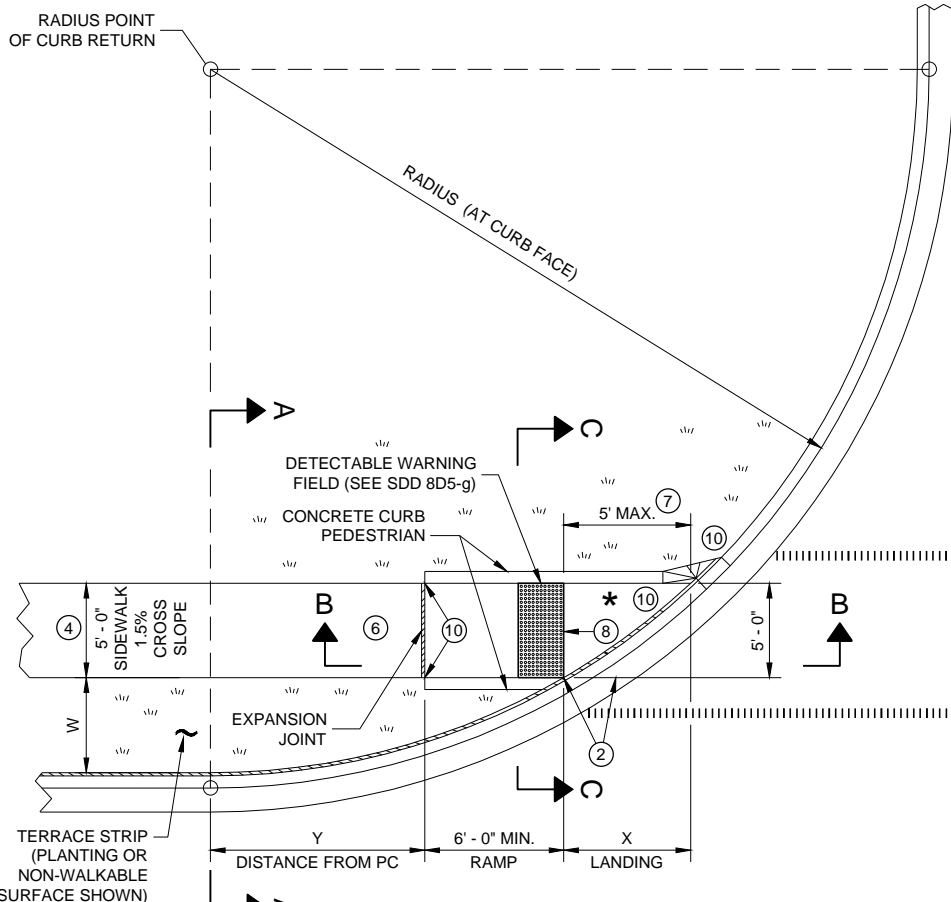 RADIUS POINT
OF CURB RETURN
RADIUS (AT CURB FACE)
A
C
DETECTABLE WARNING
FIELD (SEE SDD 8D5-g)
7
5' MAX.
CONCRETE CURB
PEDESTRIAN
10
4
5' - 0"
SIDEWALK
1.5%
CROSS
SLOPE
B
6
10
*
10
8
5' - 0"
B
W
EXPANSION
JOINT
2
C
TERRACE STRIP
(PLANTING OR
NON-WALKABLE
SURFACE SHOWN)
Y
DISTANCE FROM PC
6' - 0" MIN.
RAMP
X
LANDING